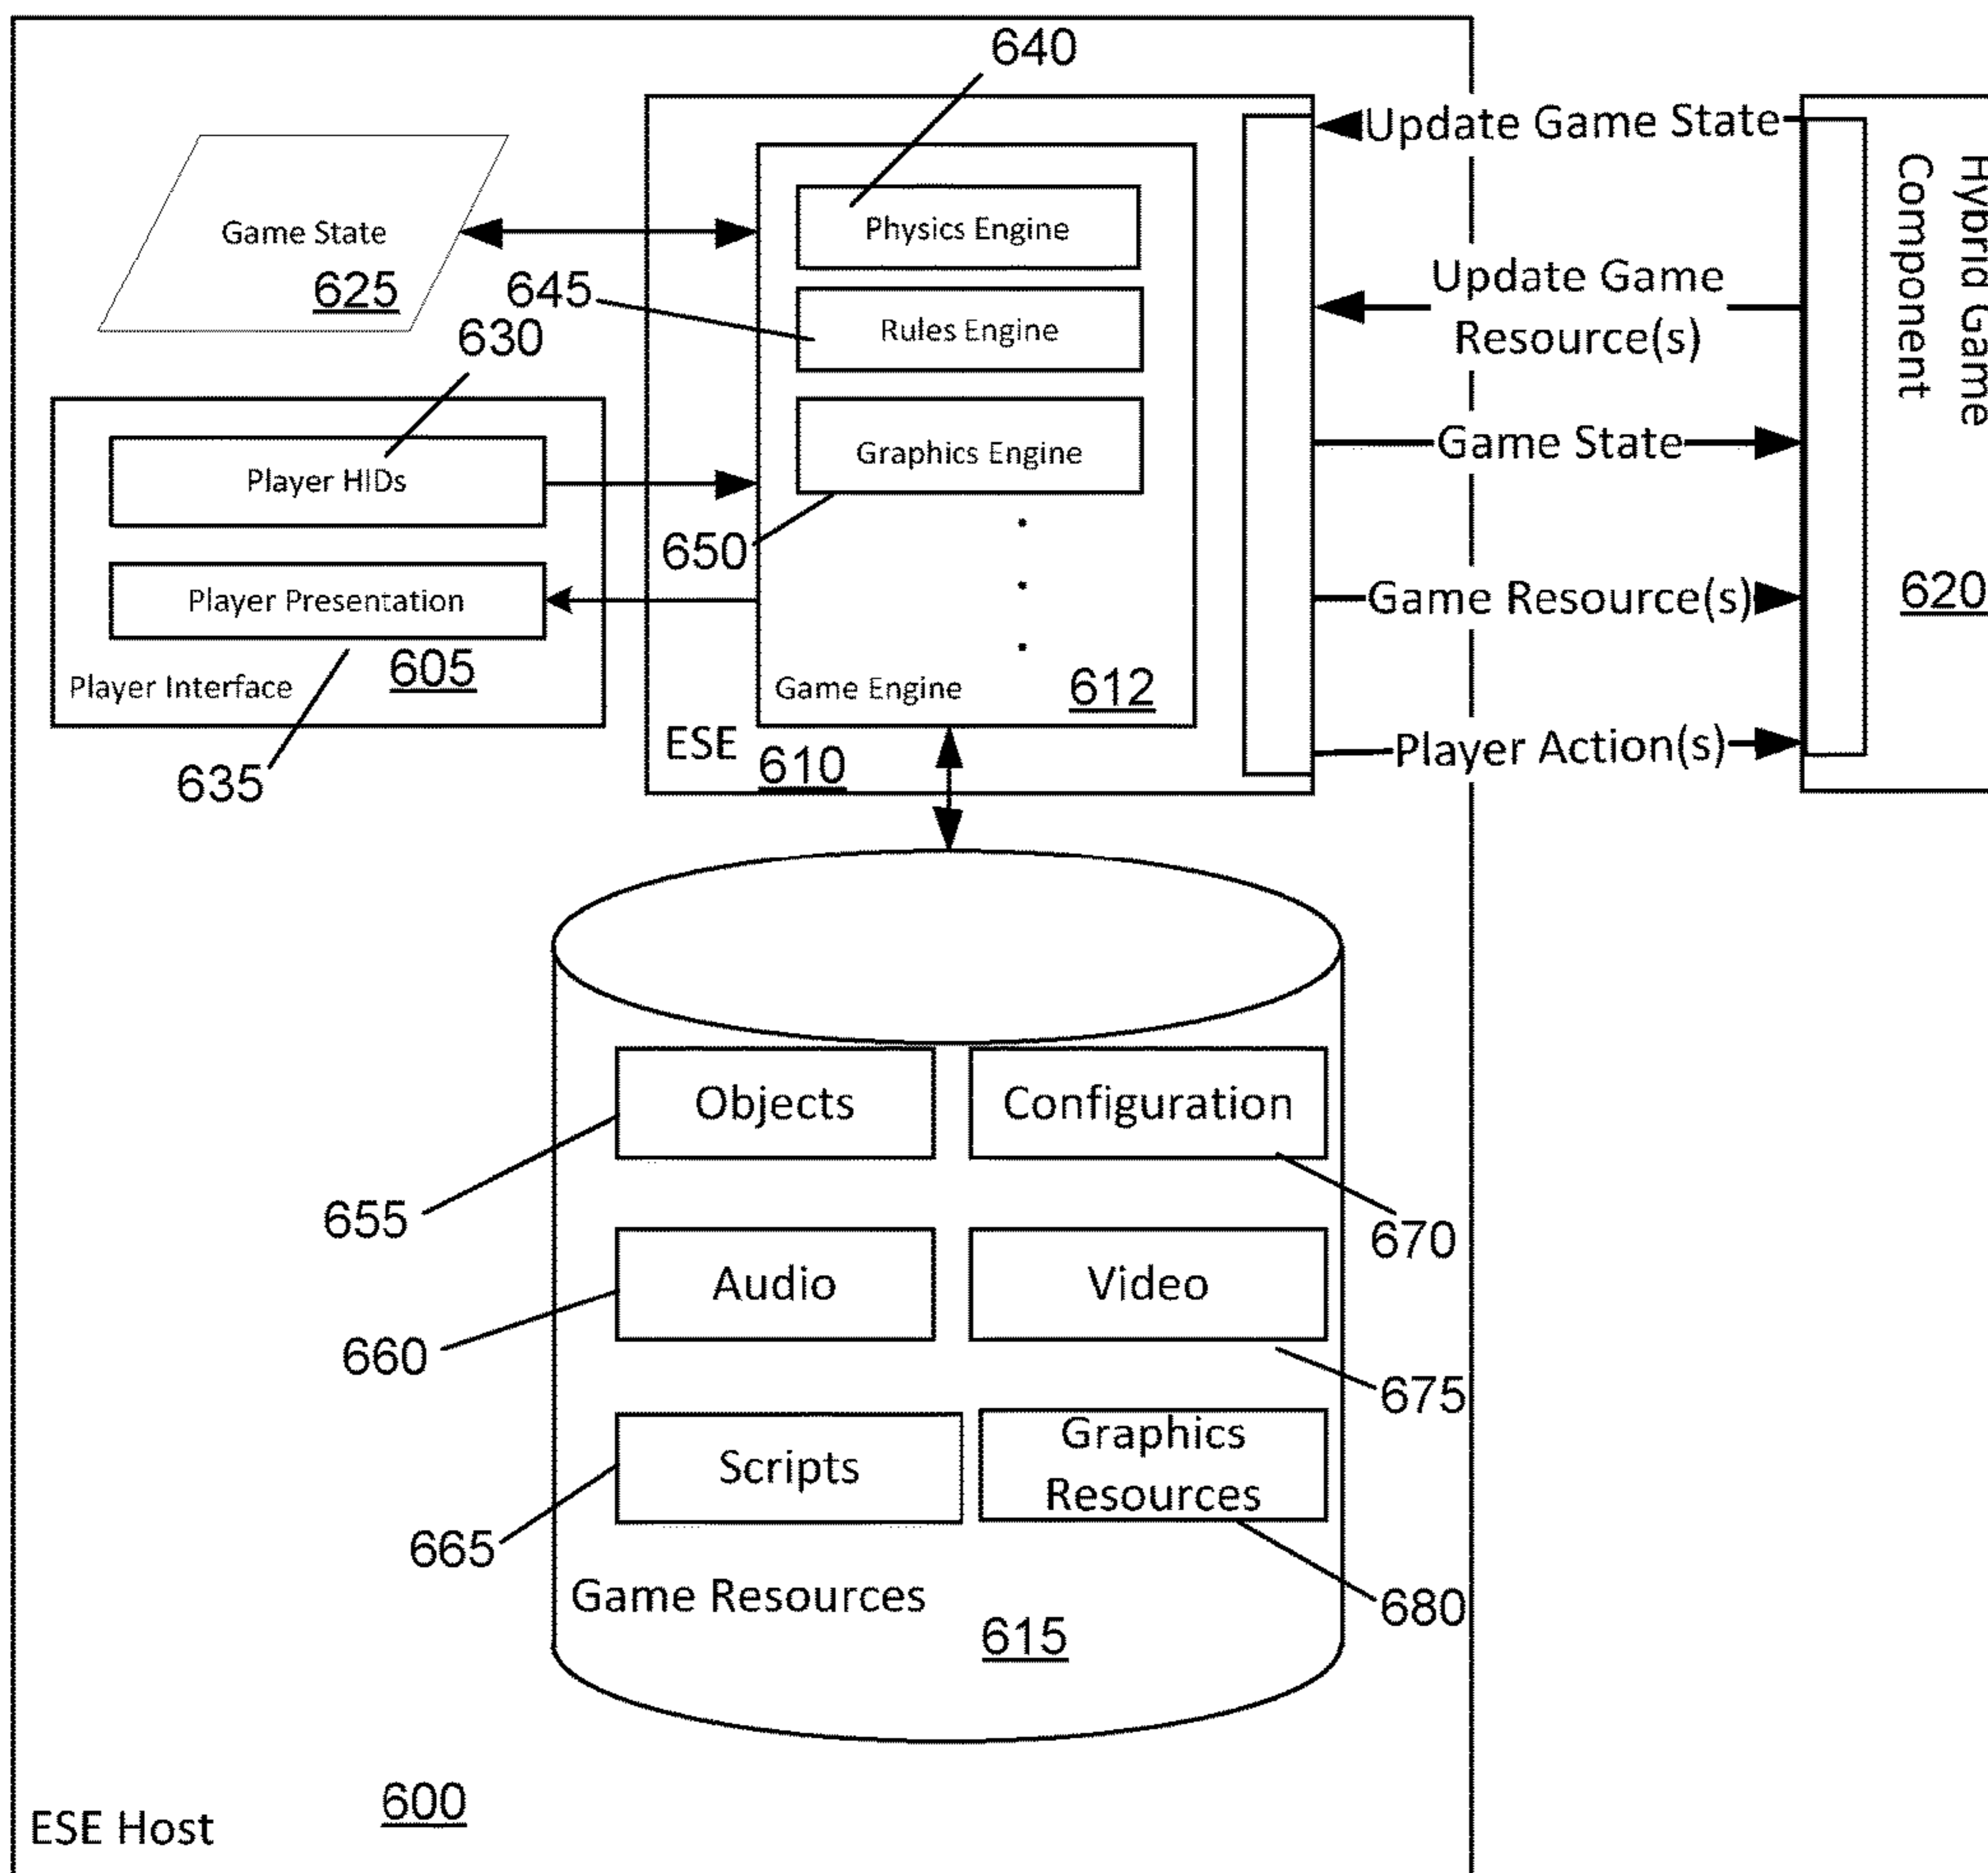 640
Update Game State
Hybrid Game
Component
Game State
625
Physics Engine
645
Rules Engine
Update Game
Resource(s)
630
Graphics Engine
Game State
Player HIDs
650
Player Presentation
Game Resource(s)
620
605
Player Interface
Game Engine
612
635
ESE
610
Player Action(s)
Objects
Configuration
655
670
Audio
Video
660
675
Scripts
Graphics
Resources
665
680
Game Resources
615
600
ESE Host